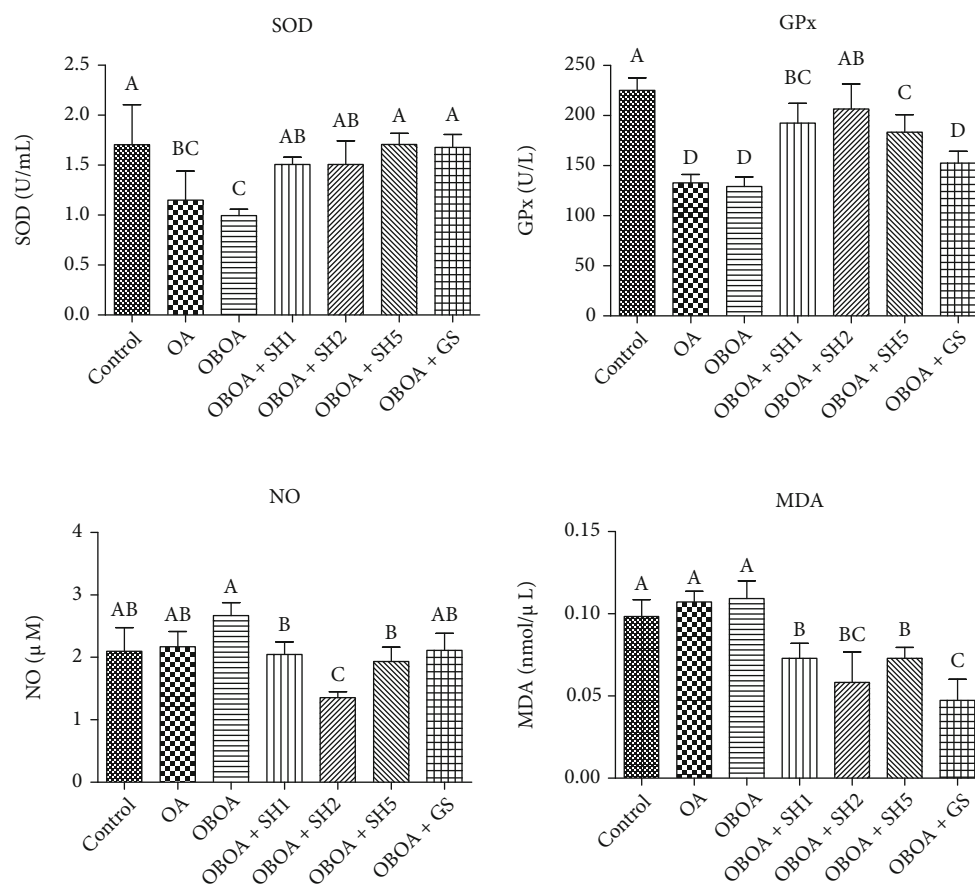 SOD
SOD (U/mL)
2.5
2.0
1.5
1.0
0.5
0.0
A
BC
C
AB
AB
A
A
Control
OA
OBOA
OBOA + SH1
OBOA + SH2
OBOA + SH5
OBOA + GS
GPx
GPx (U/L)
250
200
150
100
50
0
A
D
D
BC
AB
C
D
Control
OA
OBOA
OBOA + SH1
OBOA + SH2
OBOA + SH5
OBOA + GS
NO
NO (μ M)
4
3
2
1
0
AB
AB
A
B
C
B
AB
Control
OA
OBOA
OBOA + SH1
OBOA + SH2
OBOA + SH5
OBOA + GS
MDA
MDA (nmol/μ L)
0.15
0.10
0.05
0.00
A
A
A
B
BC
B
C
Control
OA
OBOA
OBOA + SH1
OBOA + SH2
OBOA + SH5
OBOA + GS